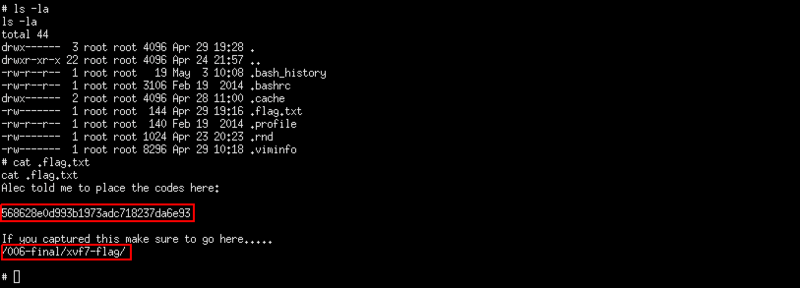 # ls -la
ls -la
total 44
drwx------  3 root root 4096 Apr 29 19:28 .
drwxr-xr-x 22 root root 4096 Apr 24 21:57 ..
-rw-r--r--  1 root root   19 May  3 10:08 .bash_history
-rw-r--r--  1 root root 3106 Feb 19  2014 .bashrc
drwx------  2 root root 4096 Apr 28 11:00 .cache
-rw-------  1 root root  144 Apr 29 19:16 .flag.txt
-rw-r--r--  1 root root  140 Feb 19  2014 .profile
-rw-------  1 root root 1024 Apr 23 20:23 .rnd
-rw-------  1 root root 8296 Apr 29 10:18 .viminfo
# cat .flag.txt
cat .flag.txt
Alec told me to place the codes here:
568628e0d993b1973adc718237da6e93
If you captured this make sure to go here.....
/006-final/xvf7-flag/
#